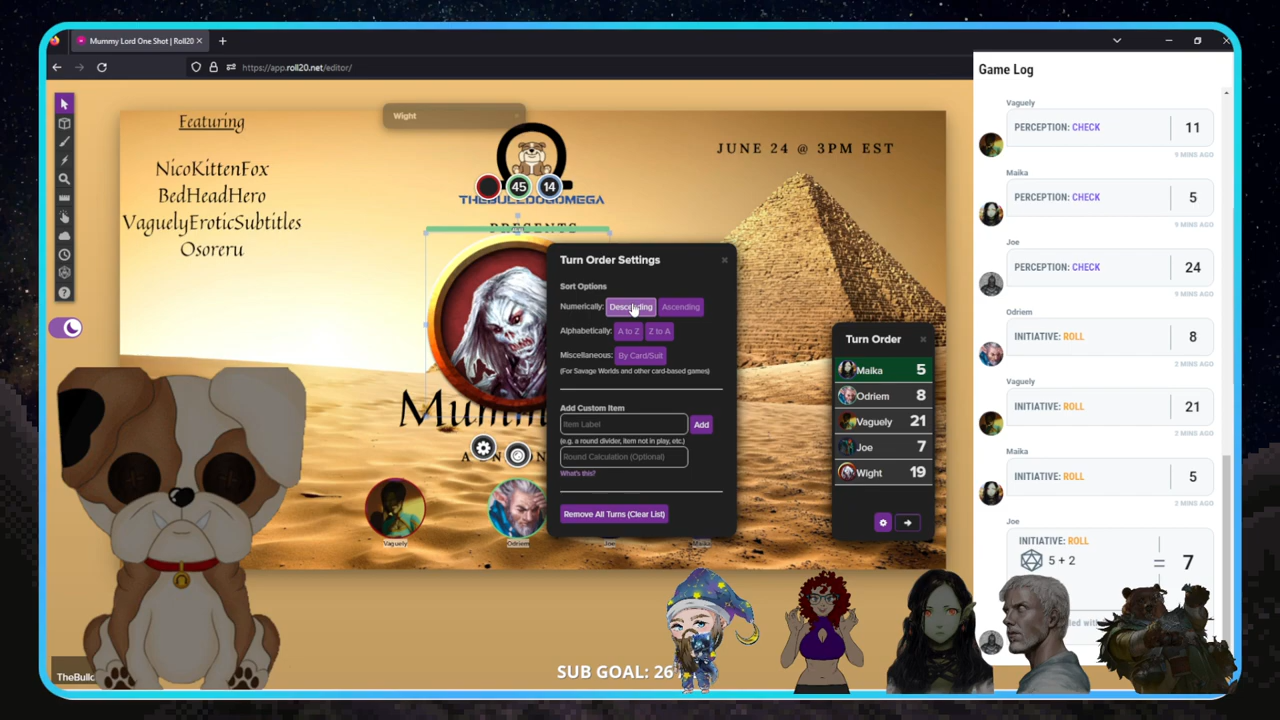 Mummy Lord One Shot | Roll20
https://app.roll20.net/editor/
Featuring
NicoKittenFox
BedHeadHero
VaguelyEroticSubtitles
Osoreru
Wight
45
14
THEBULLDOGOMEGA
PRESENTS
JUNE 24 @ 3PM EST
Turn Order Settings
Sort Options
Numerically: Descending Ascending
Alphabetically: A to Z Z to A
Miscellaneous: By Card/Suit
(For Savage Worlds and other card-based games)
Add Custom Item
Item Label Add
(e.g. a round divider, item not in play, etc.)
Round Calculation (Optional)
What's this?
Remove All Turns (Clear List)
Turn Order
Maika 5
Odriem 8
Vaguely 21
Joe 7
Wight 19
Vaguely
Odriem
Joe
Maika
Game Log
Vaguely
PERCEPTION: CHECK 11
9 MINS AGO
Maika
PERCEPTION: CHECK 5
9 MINS AGO
Joe
PERCEPTION: CHECK 24
9 MINS AGO
Odriem
INITIATIVE: ROLL 8
2 MINS AGO
Vaguely
INITIATIVE: ROLL 21
2 MINS AGO
Maika
INITIATIVE: ROLL 5
2 MINS AGO
Joe
INITIATIVE: ROLL
5 + 2 = 7
SUB GOAL: 26